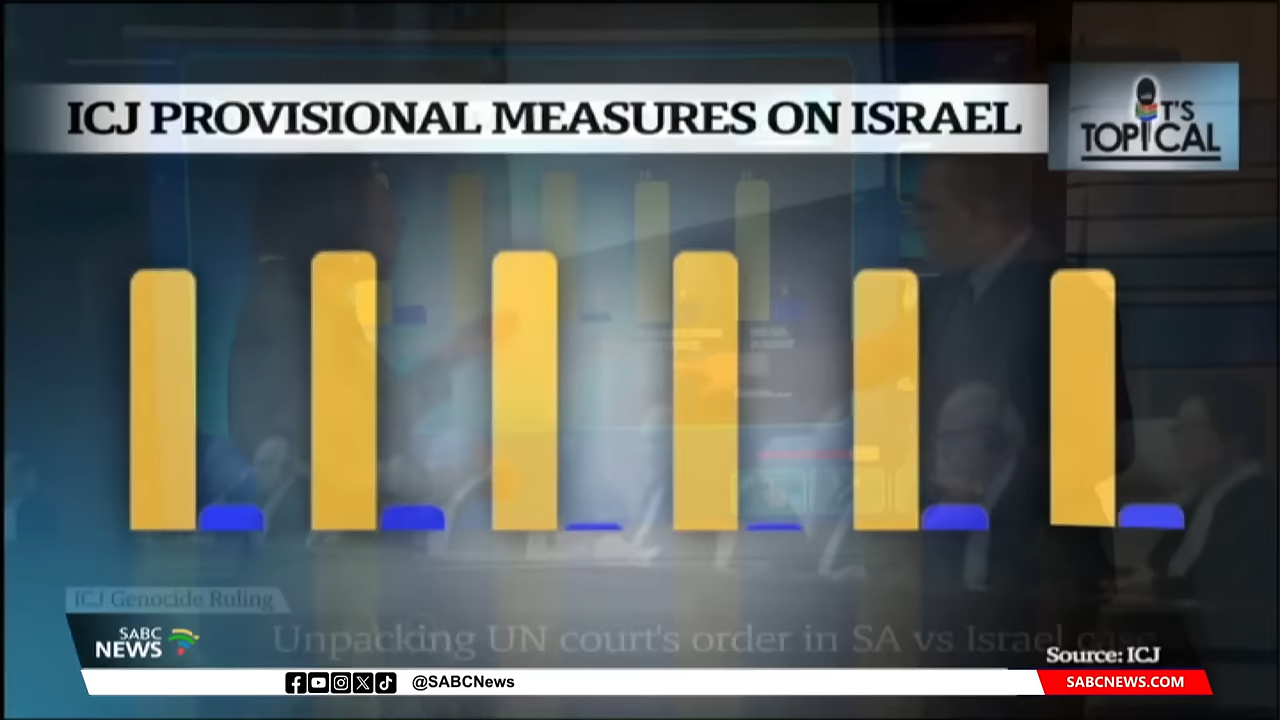 ICJ PROVISIONAL MEASURES ON ISRAEL
IT'S
TOPICAL
ICJ Genocide Ruling
SABC
NEWS
Unpacking UN court's order in SA vs Israel case
Source: ICJ
@SABCNews
SABCNEWS.COM